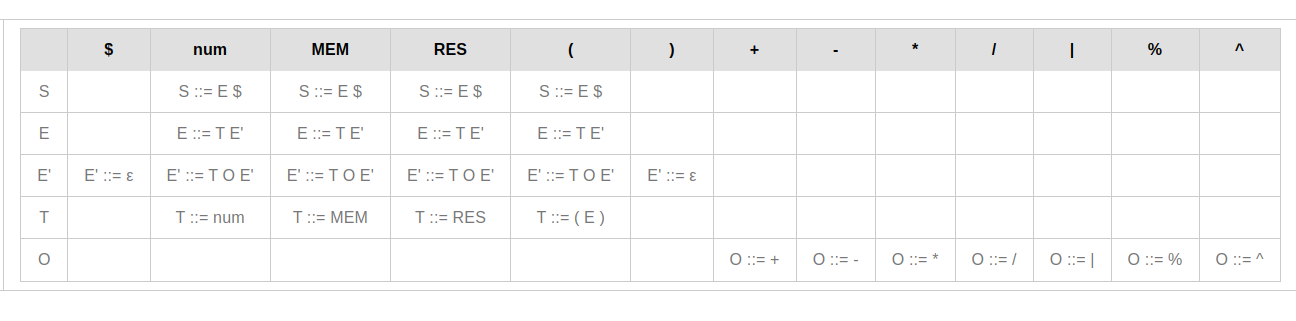 $ num MEM RES ( ) + - * / | % ^
S S ::= E $ S ::= E $ S ::= E $ S ::= E $
E E ::= T E' E ::= T E' E ::= T E' E ::= T E'
E' E' ::= ε E' ::= T O E' E' ::= T O E' E' ::= T O E' E' ::= T O E' E' ::= ε
T T ::= num T ::= MEM T ::= RES T ::= ( E )
O O ::= + O ::= - O ::= * O ::= / O ::= | O ::= % O ::= ^